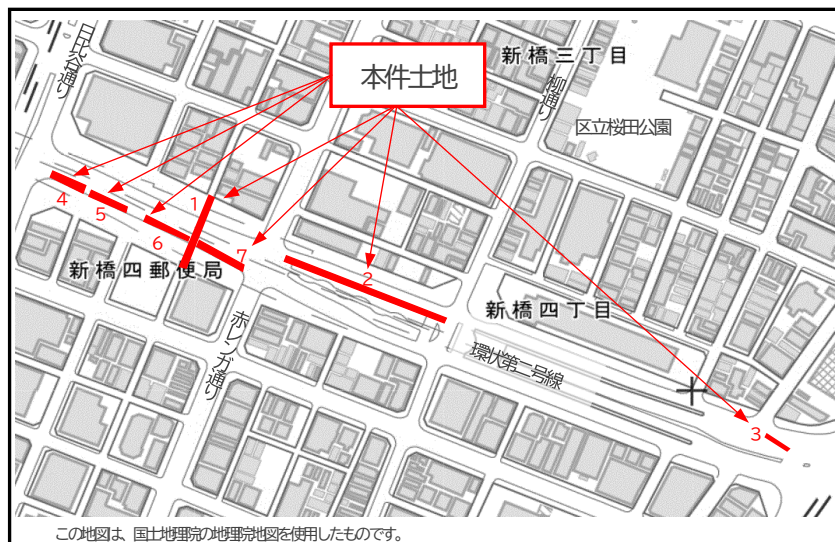 日比谷通り
本件土地
新橋三丁目
柳通り
区立桜田公園
4
5
1
6
7
2
新橋四郵便局
新橋四丁目
赤レンガ通り
環状第二号線
3
この地図は、国土地理院の地理院地図を使用したものです。